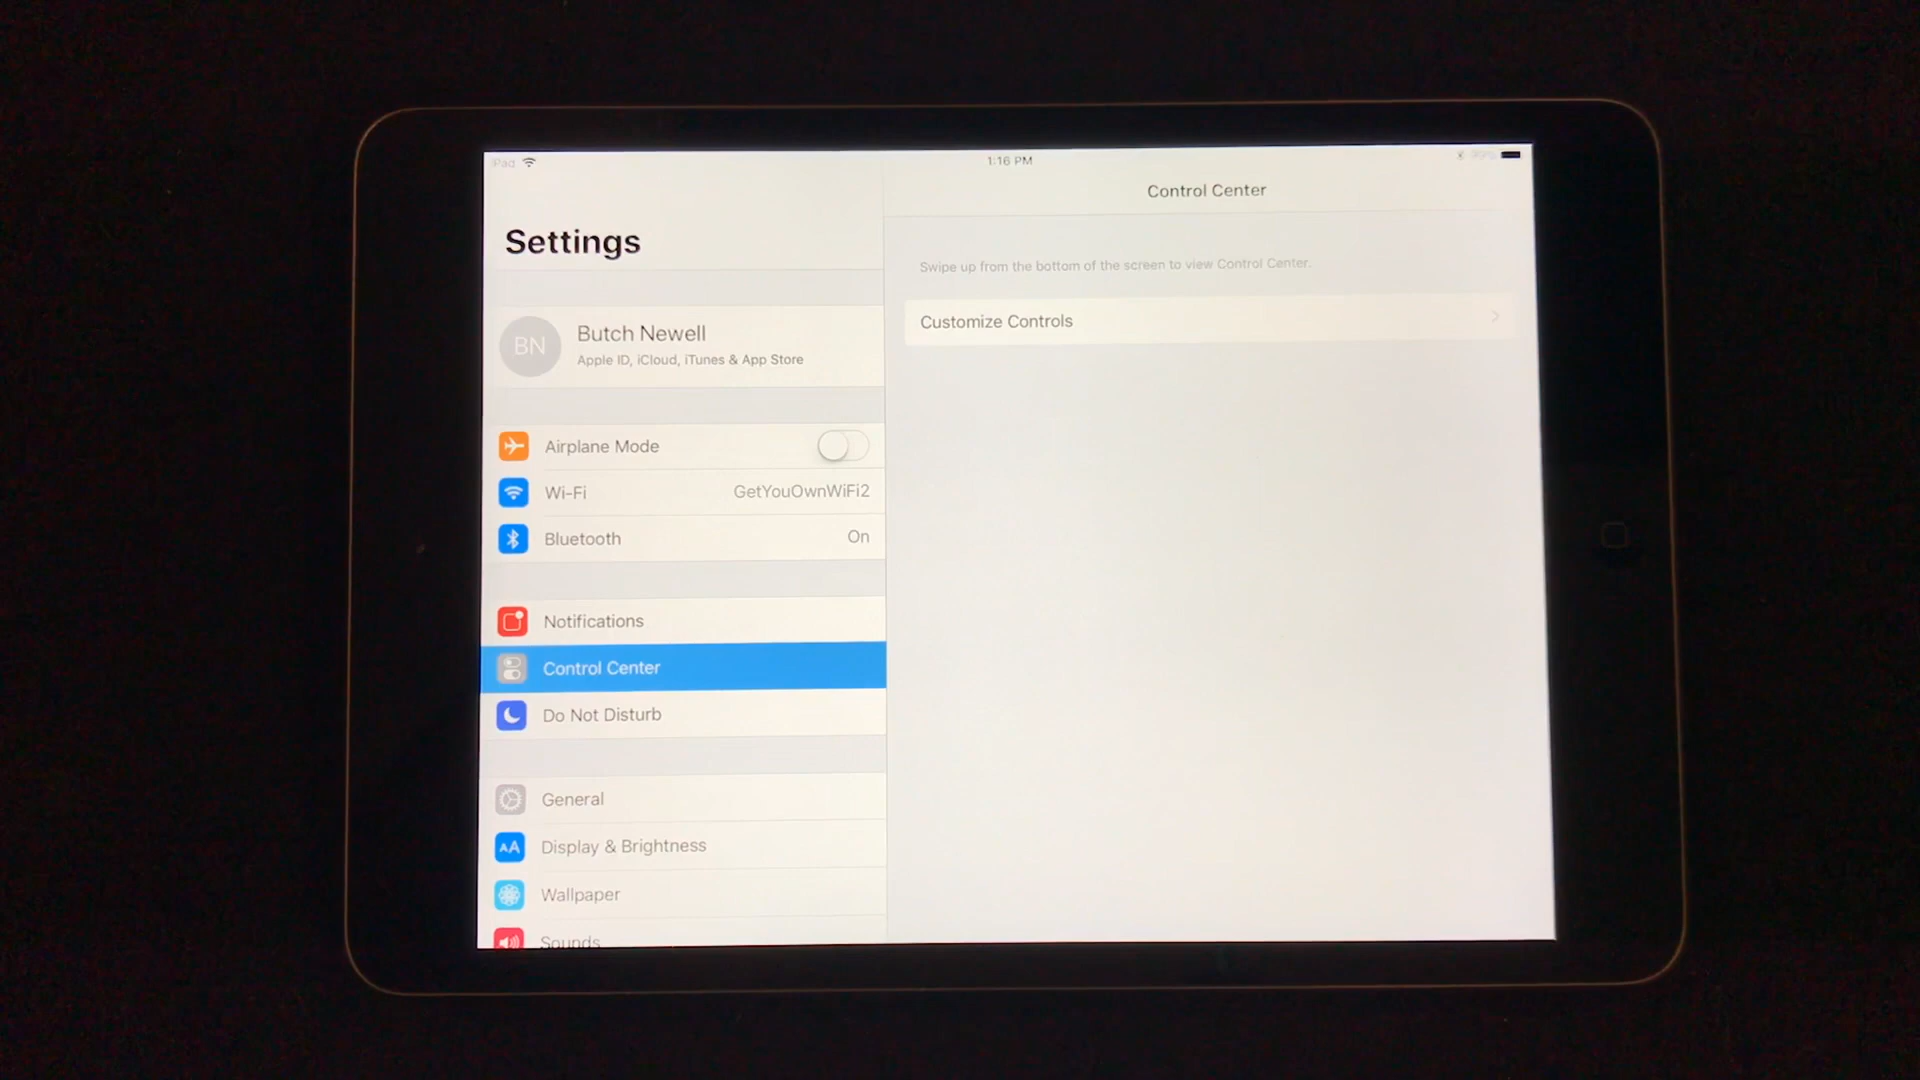 iPad
1:16 PM
Settings
Control Center
Swipe up from the bottom of the screen to view Control Center.
Customize Controls
BN
Butch Newell
Apple ID, iCloud, iTunes & App Store
Airplane Mode
Wi-Fi
GetYouOwnWiFi2
Bluetooth
On
Notifications
Control Center
Do Not Disturb
General
AA
Display & Brightness
Wallpaper
Sounds